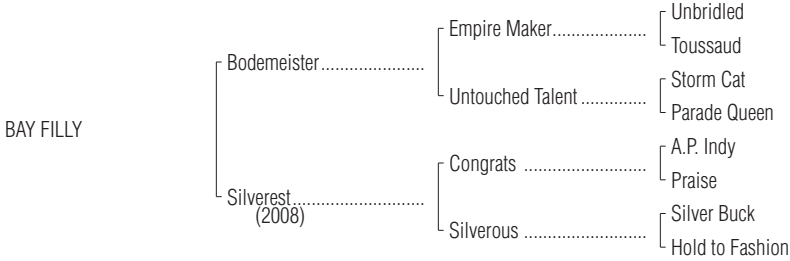 Unbridled
Empire Maker....................
Toussaud
Bodemeister......................
Storm Cat
Untouched Talent ..............
Parade Queen
BAY FILLY
A.P. Indy
Congrats ..........................
Praise
Silverest............................
(2008)
Silver Buck
Silverous ..........................
Hold to Fashion